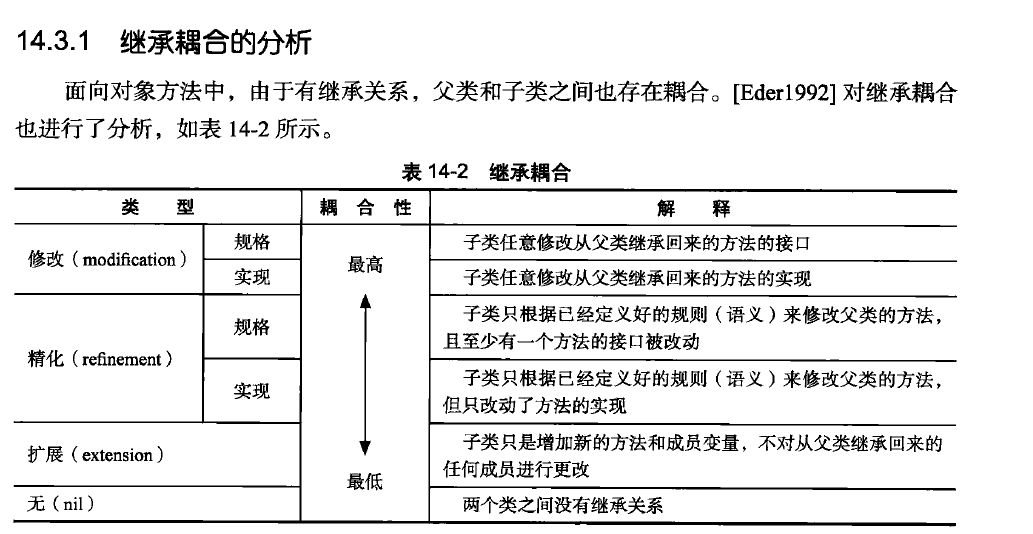 14.3.1 继承耦合的分析
面向对象方法中，由于有继承关系，父类和子类之间也存在耦合。[Eder1992] 对继承耦合
也进行了分析，如表 14-2 所示。
表 14-2 继承耦合
类 型 耦 合 性 解 释
修改（modification）
规格
最高
子类任意修改从父类继承回来的方法的接口
实现
子类任意修改从父类继承回来的方法的实现
精化（refinement）
规格
子类只根据已经定义好的规则（语义）来修改父类的方法，
且至少有一个方法的接口被改动
实现
子类只根据已经定义好的规则（语义）来修改父类的方法，
但只改动了方法的实现
扩展（extension）
最低
子类只是增加新的方法和成员变量，不对从父类继承回来的
任何成员进行更改
无（nil）
两个类之间没有继承关系